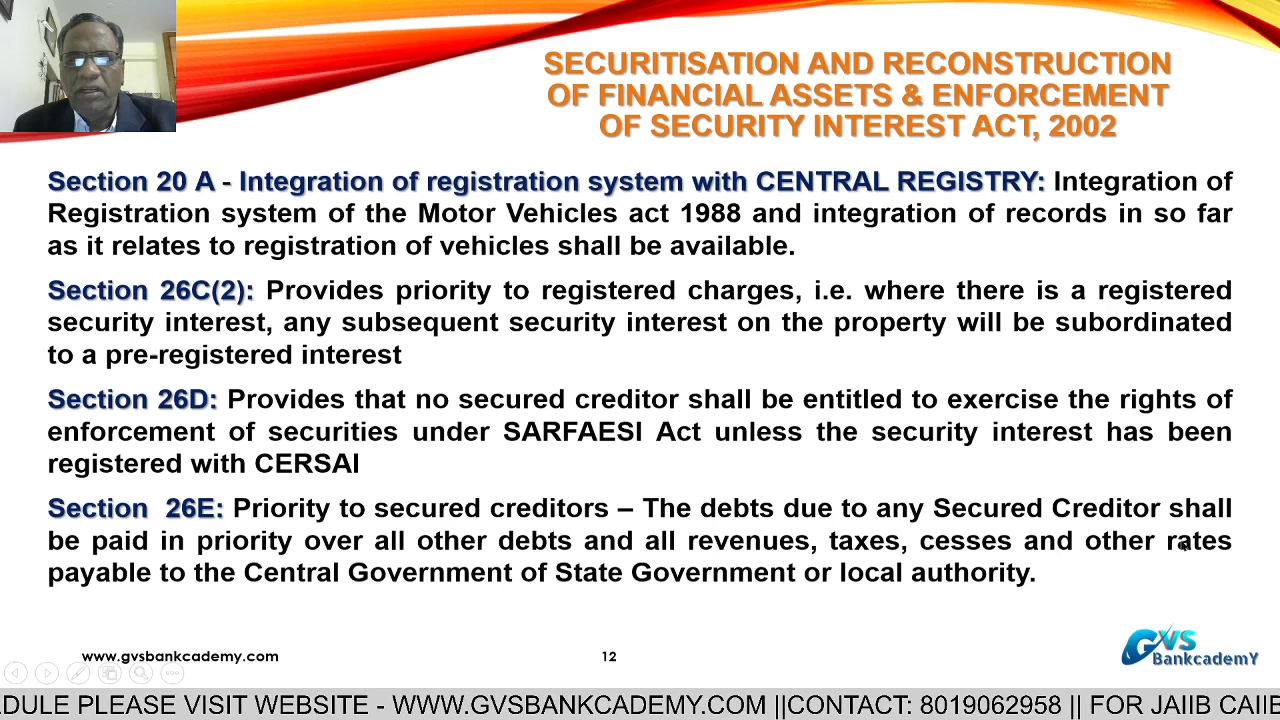 SECURITISATION AND RECONSTRUCTION
OF FINANCIAL ASSETS & ENFORCEMENT
OF SECURITY INTEREST ACT, 2002
Section 20 A - Integration of registration system with CENTRAL REGISTRY: Integration of
Registration system of the Motor Vehicles act 1988 and integration of records in so far
as it relates to registration of vehicles shall be available.
Section 26C(2): Provides priority to registered charges, i.e. where there is a registered
security interest, any subsequent security interest on the property will be subordinated
to a pre-registered interest
Section 26D: Provides that no secured creditor shall be entitled to exercise the rights of
enforcement of securities under SARFAESI Act unless the security interest has been
registered with CERSAI
Section 26E: Priority to secured creditors – The debts due to any Secured Creditor shall
be paid in priority over all other debts and all revenues, taxes, cesses and other rates
payable to the Central Government of State Government or local authority.
www.gvsbankcademy.com
12
GVS
BankcademY
EDULE PLEASE VISIT WEBSITE - WWW.GVSBANKCADEMY.COM ||CONTACT: 8019062958 || FOR JAIIB CAIIB